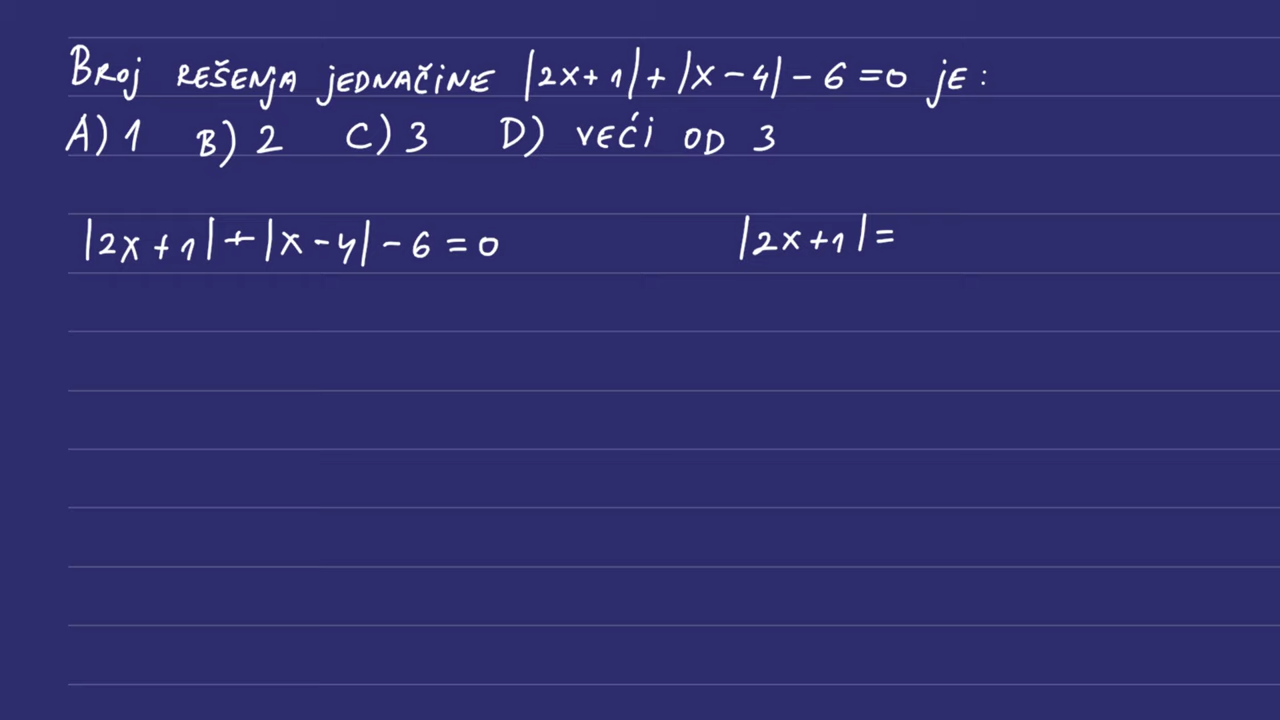 Broj REŠENJA JEDNAČINE |2x+1|+|x-4|-6=0 JE:
A) 1 B) 2 C) 3 D) VEĆI OD 3
|2x+1|+|x-4|-6=0 |2x+1|=